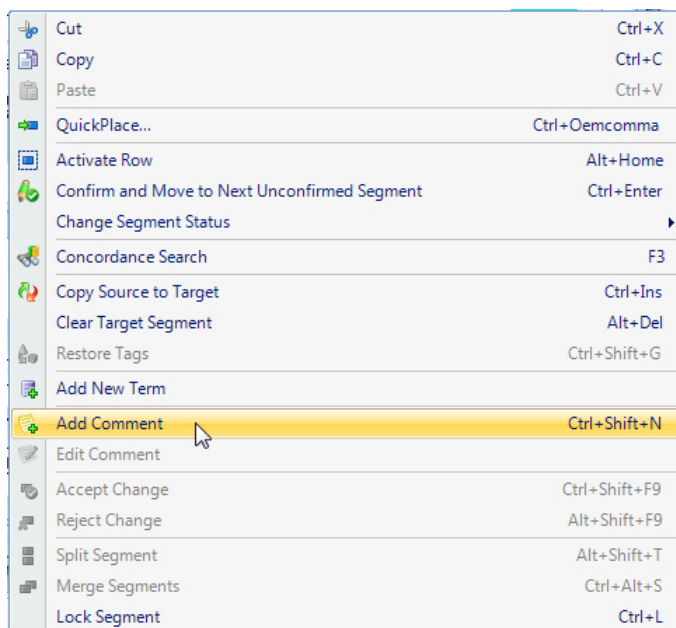 Cut Ctrl+X
Copy Ctrl+C
Paste Ctrl+V
QuickPlace... Ctrl+Oemcomma
Activate Row Alt+Home
Confirm and Move to Next Unconfirmed Segment Ctrl+Enter
Change Segment Status
Concordance Search F3
Copy Source to Target Ctrl+Ins
Clear Target Segment Alt+Del
Restore Tags Ctrl+Shift+G
Add New Term
Add Comment Ctrl+Shift+N
Edit Comment
Accept Change Ctrl+Shift+F9
Reject Change Alt+Shift+F9
Split Segment Alt+Shift+T
Merge Segments Ctrl+Alt+S
Lock Segment Ctrl+L